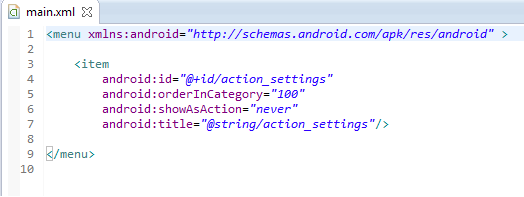 main.xml
1 <menu xmlns:android="http://schemas.android.com/apk/res/android" >
2
3 <item
4 android:id="@+id/action_settings"
5 android:orderInCategory="100"
6 android:showAsAction="never"
7 android:title="@string/action_settings"/>
8
9 </menu>
10